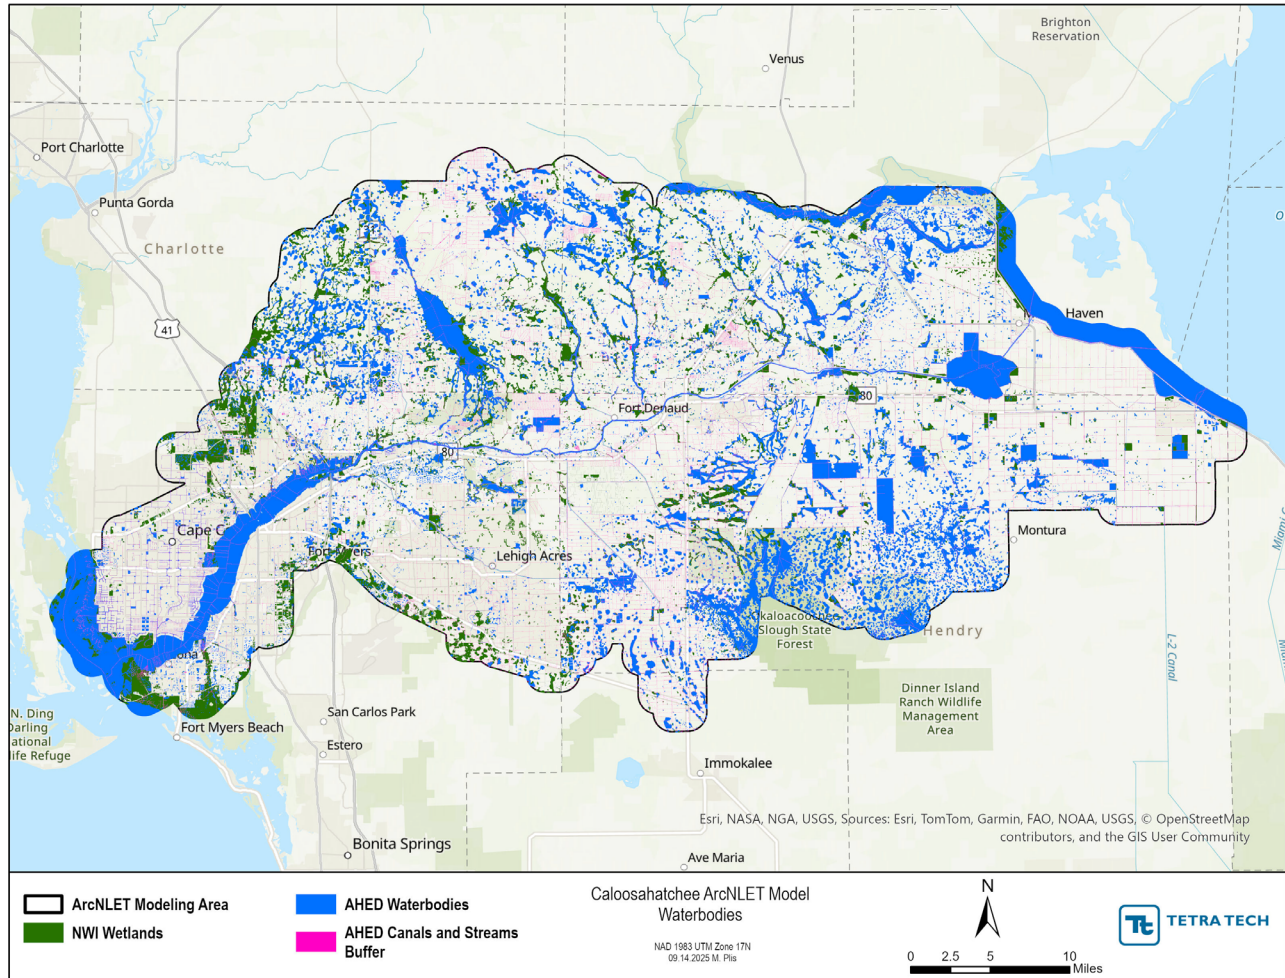 Brighton
Reservation
Venus
Port Charlotte
Punta Gorda
Charlotte
O
41
Haven
Fort Denaud
80
80
Cape C
Montura
Fort Myers
Lehigh Acres
kaloacooch
Slough State
Forest
Hendry
ona
L-2 Canal
Miami
Dinner Island
Ranch Wildlife
Management
Area
N. Ding
Darling
ational
life Refuge
San Carlos Park
Fort Myers Beach
Estero
Immokalee
Esri, NASA, NGA, USGS, Sources: Esri, TomTom, Garmin, FAO, NOAA, USGS, © OpenStreetMap
contributors, and the GIS User Community
Bonita Springs
Ave Maria
ArcNLET Modeling Area
NWI Wetlands
AHED Waterbodies
AHED Canals and Streams
Buffer
Caloosahatchee ArcNLET Model
Waterbodies
NAD 1983 UTM Zone 17N
09.14.2025 M. Plis
N
0 2.5 5 10
Miles
Tt
TETRA TECH